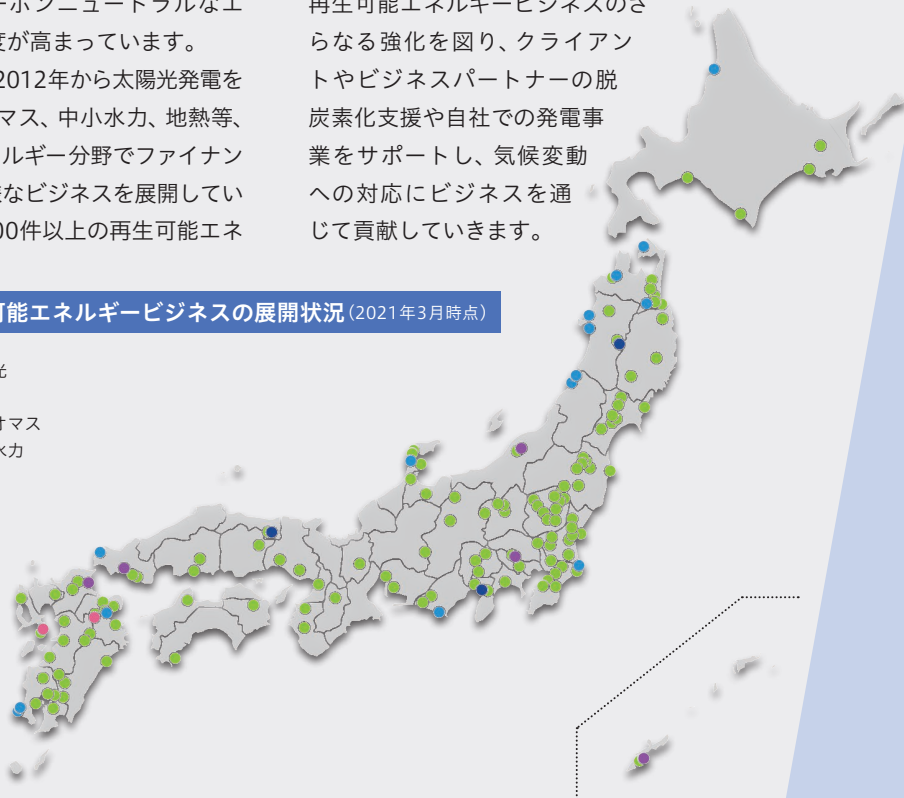 ーボンニュートラルなエ
度が高まっています。
2012年から太陽光発電を
マス、中小水力、地熱等、
ルギー分野でファイナン
なビジネスを展開してい
00件以上の再生可能エネ
再生可能エネルギービジネスのさ
らなる強化を図り、クライアン
トやビジネスパートナーの脱
炭素化支援や自社での発電事
業をサポートし、気候変動
への対応にビジネスを通
じて貢献していきます。
可能エネルギービジネスの展開状況(2021年3月時点)
光
オマス
水力